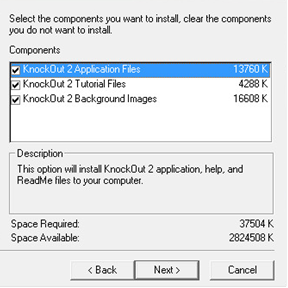 Select the components you want to install, clear the components
you do not want to install.
Components
KnockOut 2 Application Files 13760 K
KnockOut 2 Tutorial Files 4288 K
KnockOut 2 Background Images 16608 K
Description
This option will install KnockOut 2 application, help, and
ReadMe files to your computer.
Space Required: 37504 K
Space Available: 2824508 K
< Back Next > Cancel